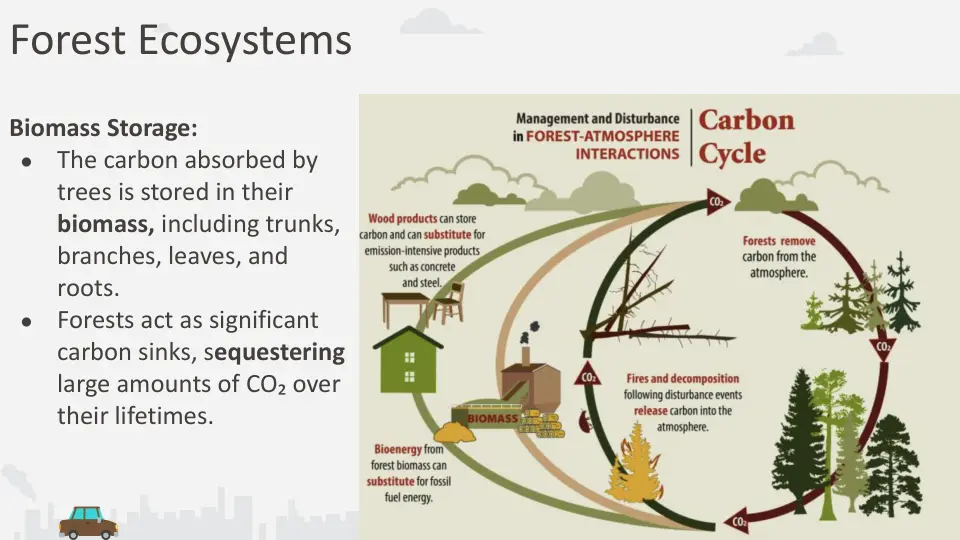 Forest Ecosystems
Biomass Storage:
● The carbon absorbed by
trees is stored in their
biomass, including trunks,
branches, leaves, and
roots.
● Forests act as significant
carbon sinks, sequestering
large amounts of CO₂ over
their lifetimes.
Management and Disturbance
in FOREST-ATMOSPHERE
INTERACTIONS
Carbon
Cycle
CO₂
Wood products can store
carbon and can substitute for
emission-intensive products
such as concrete
and steel.
Forests remove
carbon from the
atmosphere.
CO₂
CO₂
Fires and decomposition
following disturbance events
release carbon into the
atmosphere.
BIOMASS
Bioenergy from
forest biomass can
substitute for fossil
fuel energy.
CO₂